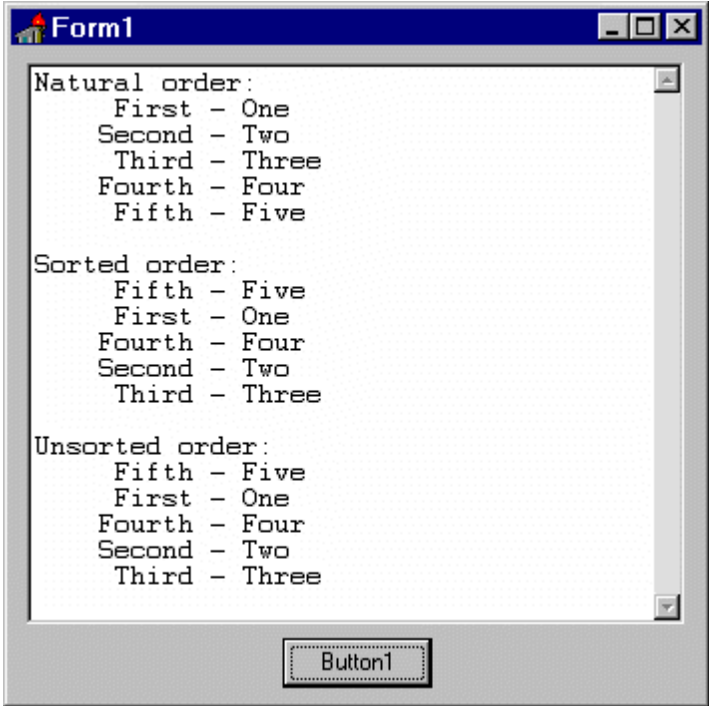 Form1
Natural order:
First - One
Second - Two
Third - Three
Fourth - Four
Fifth - Five
Sorted order:
Fifth - Five
First - One
Fourth - Four
Second - Two
Third - Three
Unsorted order:
Fifth - Five
First - One
Fourth - Four
Second - Two
Third - Three
Button1